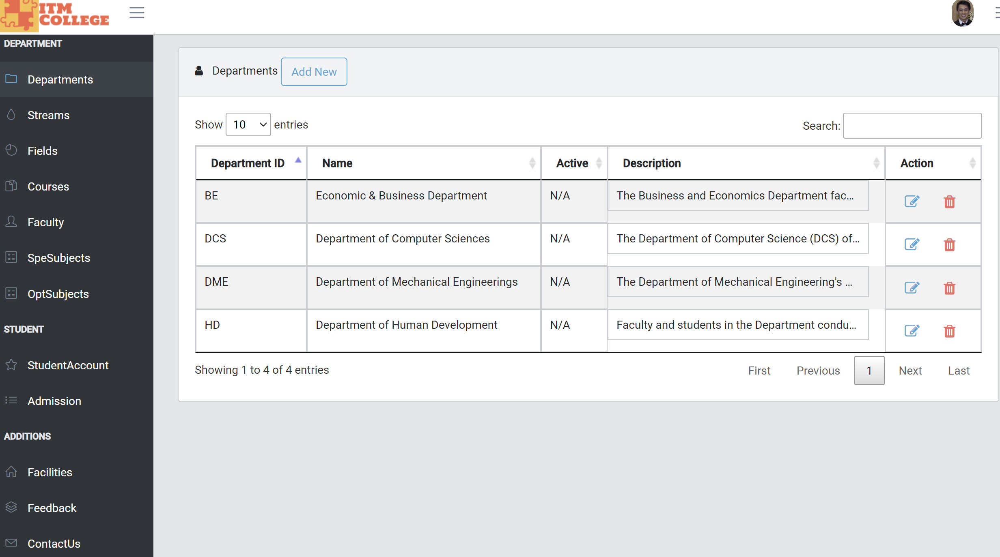 ITM
COLLEGE
DEPARTMENT
Departments
Streams
Fields
Courses
Faculty
SpeSubjects
OptSubjects
STUDENT
StudentAccount
Admission
ADDITIONS
Facilities
Feedback
ContactUs
Departments Add New
Show 10 entries Search:
Department ID Name Active Description Action
BE Economic & Business Department N/A The Business and Economics Department fac...
DCS Department of Computer Sciences N/A The Department of Computer Science (DCS) of...
DME Department of Mechanical Engineerings N/A The Department of Mechanical Engineering's ...
HD Department of Human Development N/A Faculty and students in the Department condu...
Showing 1 to 4 of 4 entries First Previous 1 Next Last